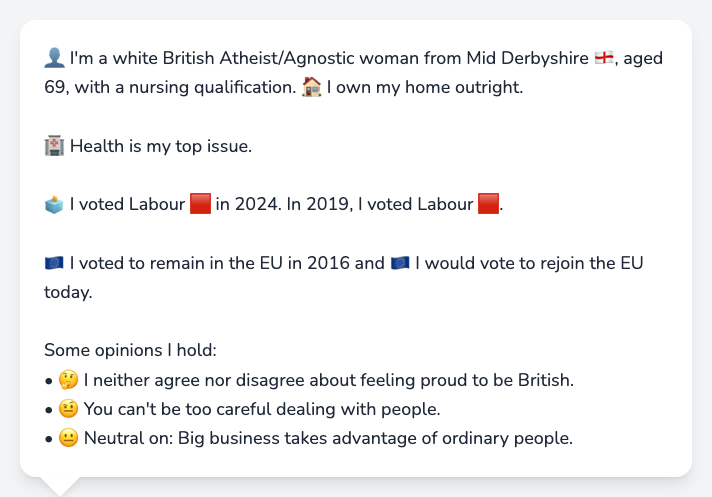 👤 I'm a white British Atheist/Agnostic woman from Mid Derbyshire 🏴󠁧󠁢󠁥󠁮󠁧󠁿, aged
69, with a nursing qualification. 🏠 I own my home outright.
🏥 Health is my top issue.
🗳️ I voted Labour 🟥 in 2024. In 2019, I voted Labour 🟥.
🇪🇺 I voted to remain in the EU in 2016 and 🇪🇺 I would vote to rejoin the EU
today.
Some opinions I hold:
• 🤔 I neither agree nor disagree about feeling proud to be British.
• 🤨 You can't be too careful dealing with people.
• 😐 Neutral on: Big business takes advantage of ordinary people.